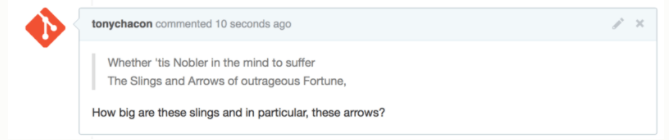 tonychacon commented 10 seconds ago
Whether 'tis Nobler in the mind to suffer
The Slings and Arrows of outrageous Fortune,
How big are these slings and in particular, these arrows?